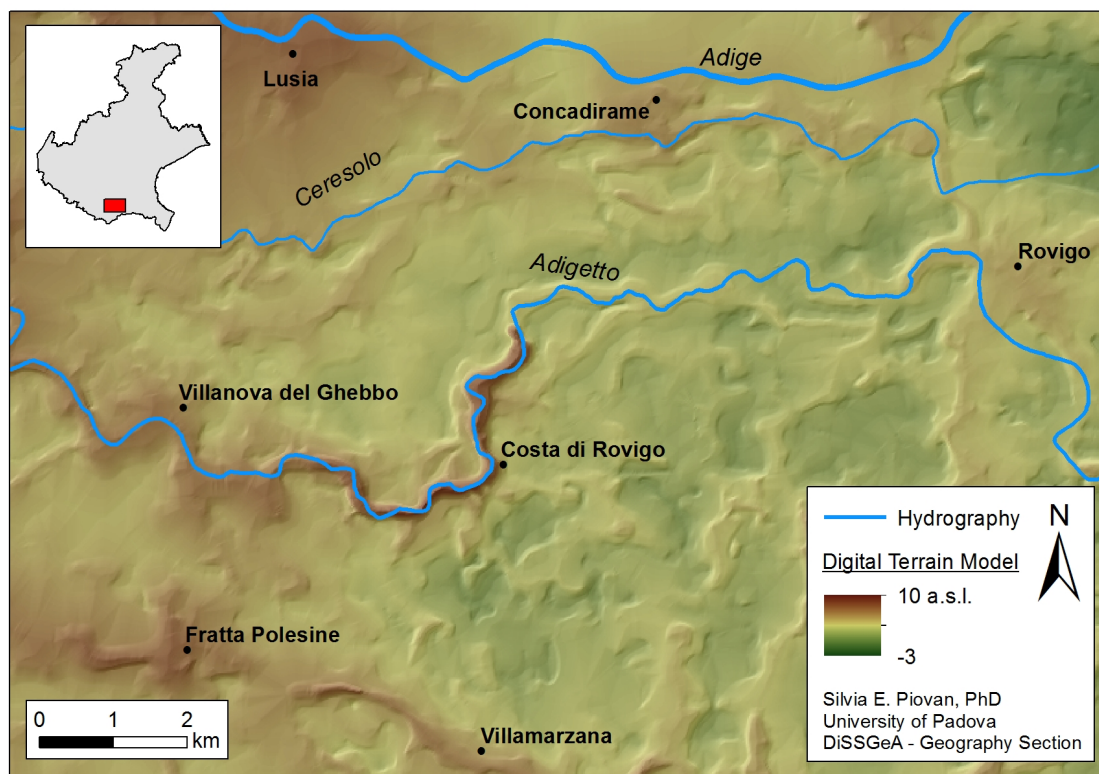 Adige
Lusia
Concadirame
Ceresolo
Rovigo
Adigetto
Villanova del Ghebbo
Costa di Rovigo
Hydrography
N
Digital Terrain Model
10 a.s.l.
-3
Fratta Polesine
Silvia E. Piovan, PhD
University of Padova
DiSSGeA - Geography Section
0 1 2
km
Villamarzana